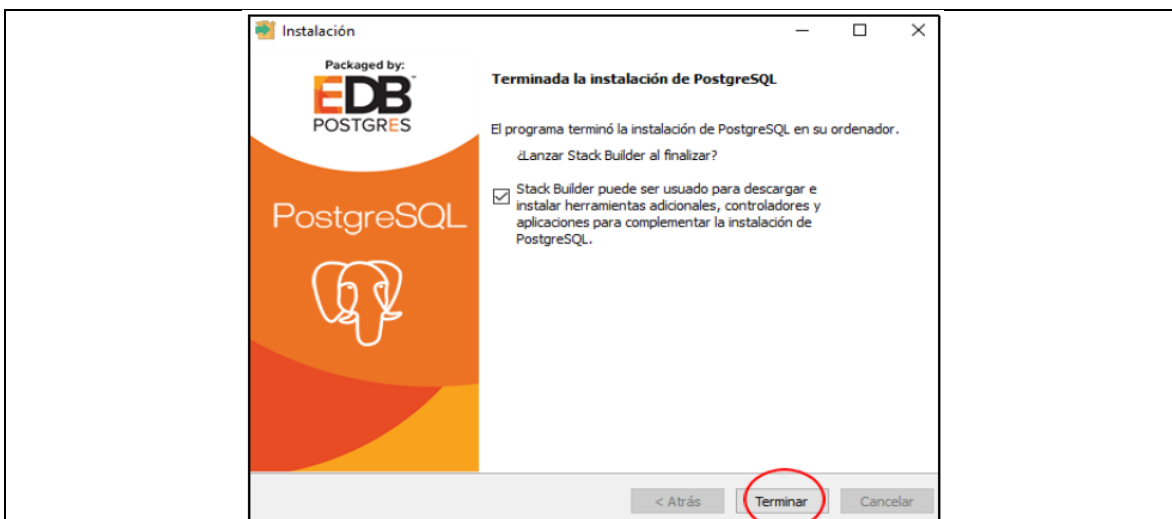 Instalación
Packaged by:
EDB™
POSTGRES
PostgreSQL
Terminada la instalación de PostgreSQL
El programa terminó la instalación de PostgreSQL en su ordenador.
¿Lanzar Stack Builder al finalizar?
Stack Builder puede ser usado para descargar e
instalar herramientas adicionales, controladores y
aplicaciones para complementar la instalación de
PostgreSQL.
< Atrás
Terminar
Cancelar